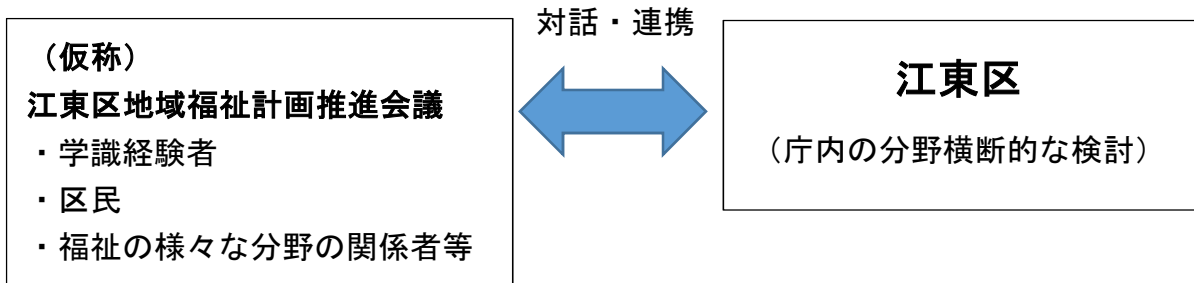 対話・連携
（仮称）
江東区地域福祉計画推進会議
・学識経験者
・区民
・福祉の様々な分野の関係者等
江東区
（庁内の分野横断的な検討）